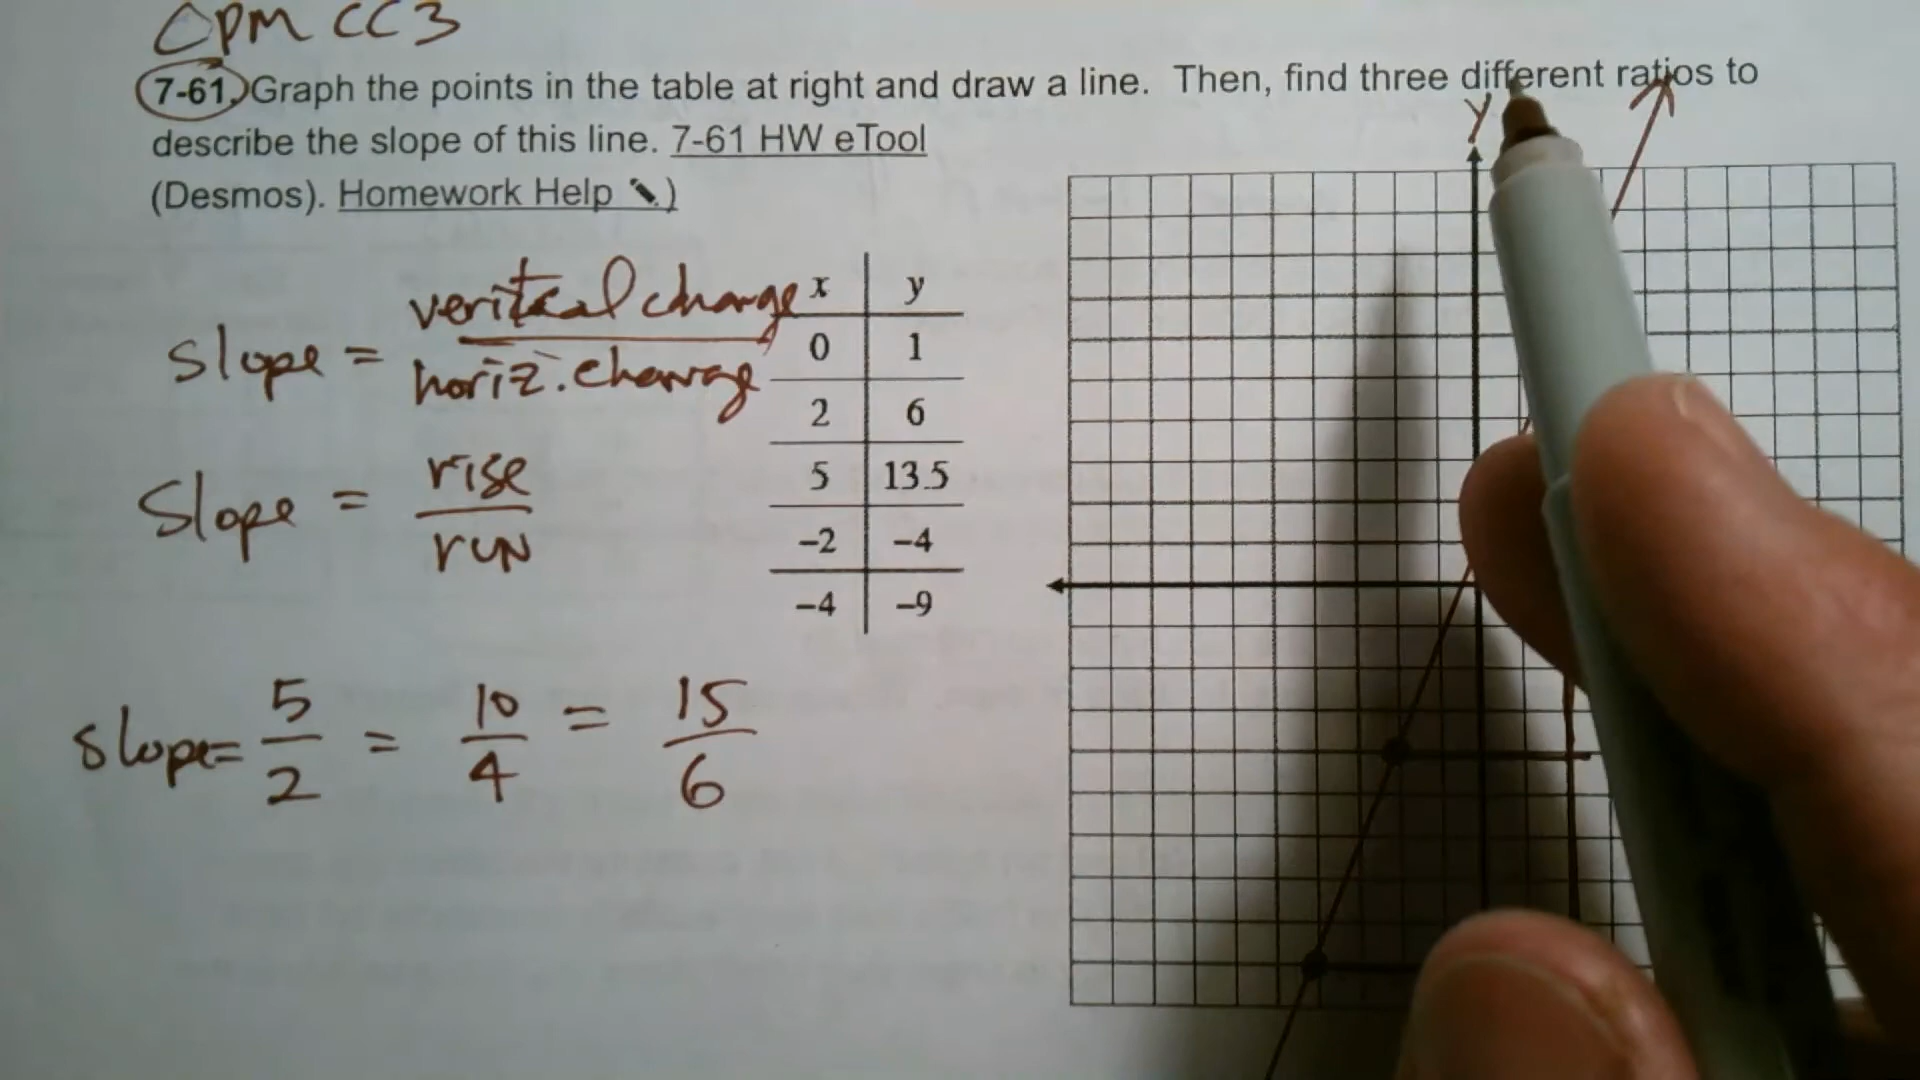 CPM CC3
7-61. Graph the points in the table at right and draw a line. Then, find three different ratios to
describe the slope of this line. 7-61 HW eTool
(Desmos). Homework Help ✎)
y
slope = veritcal change / horiz. change
x y
0 1
2 6
5 13.5
-2 -4
-4 -9
Slope = rise / run
slope = 5/2 = 10/4 = 15/6